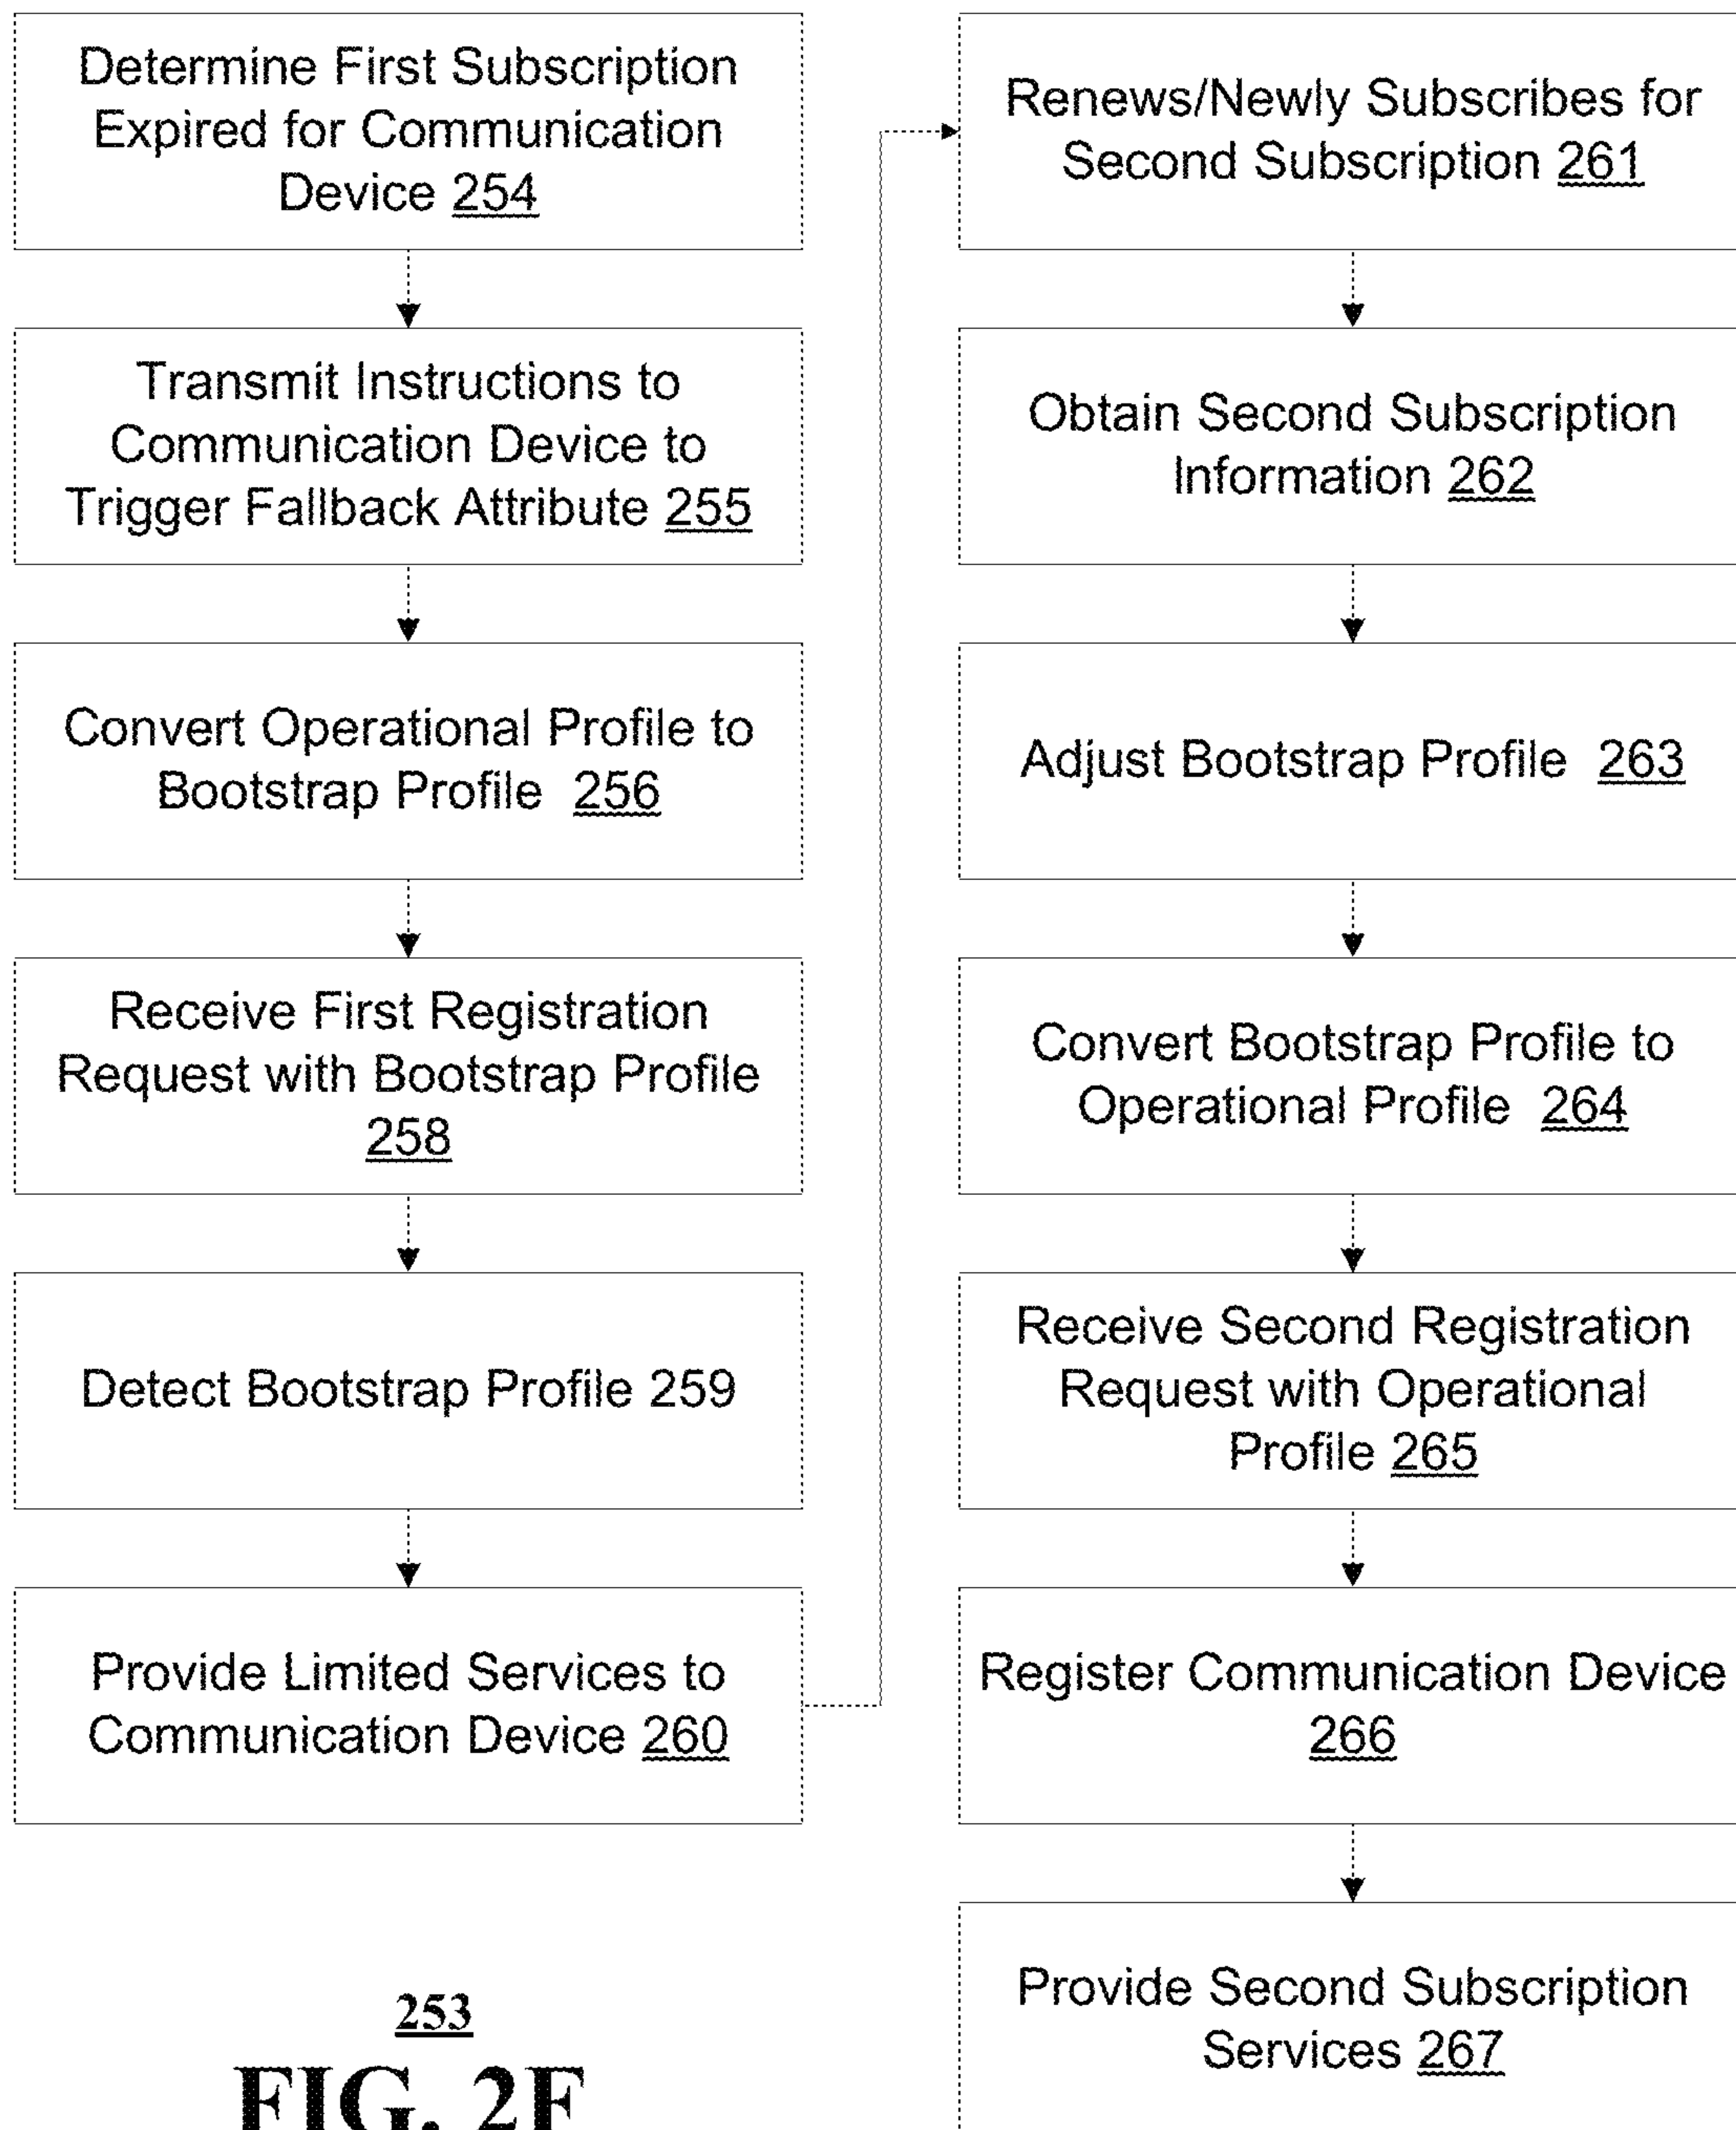 Determine First Subscription
Expired for Communication
Device 254
Transmit Instructions to
Communication Device to
Trigger Fallback Attribute 255
Convert Operational Profile to
Bootstrap Profile 256
Receive First Registration
Request with Bootstrap Profile
258
Detect Bootstrap Profile 259
Provide Limited Services to
Communication Device 260
Renews/Newly Subscribes for
Second Subscription 261
Obtain Second Subscription
Information 262
Adjust Bootstrap Profile 263
Convert Bootstrap Profile to
Operational Profile 264
Receive Second Registration
Request with Operational
Profile 265
Register Communication Device
266
Provide Second Subscription
Services 267
253
FIG. 2F